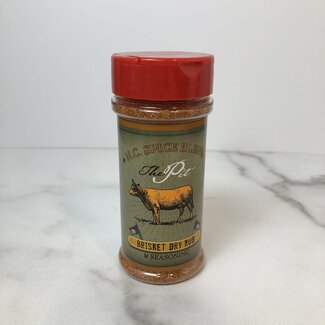 N.C. SPICE BLEND
The Pit
BRISKET DRY RUB
& SEASONING